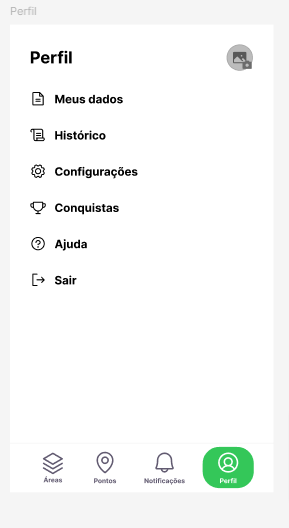 Perfil
Perfil
Meus dados
Histórico
Configurações
Conquistas
Ajuda
Sair
Áreas
Pontos
Notificações
Perfil